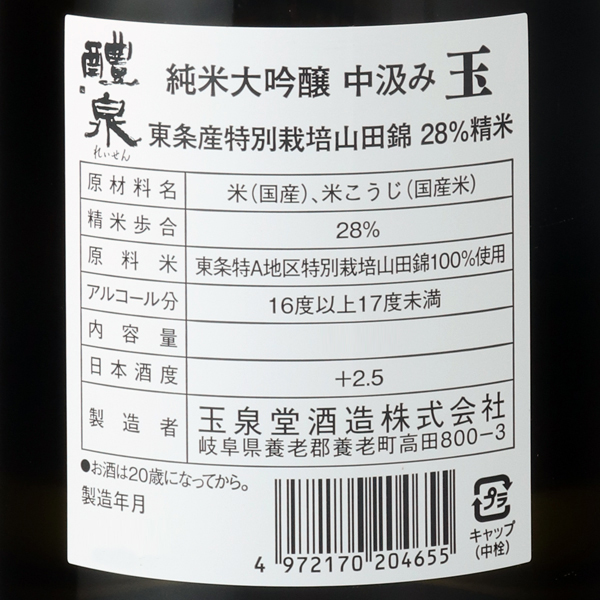 醴泉
れいせん
純米大吟醸 中汲み 玉
東条産特別栽培山田錦 28%精米
原材料名 米(国産)、米こうじ(国産米)
精米歩合 28%
原料米 東条特A地区特別栽培山田錦100%使用
アルコール分 16度以上17度未満
内容量
日本酒度 +2.5
製造者 玉泉堂酒造株式会社
岐阜県養老郡養老町高田800-3
●お酒は20歳になってから。
製造年月
4 972170 204655
プラ
キャップ
(中栓)